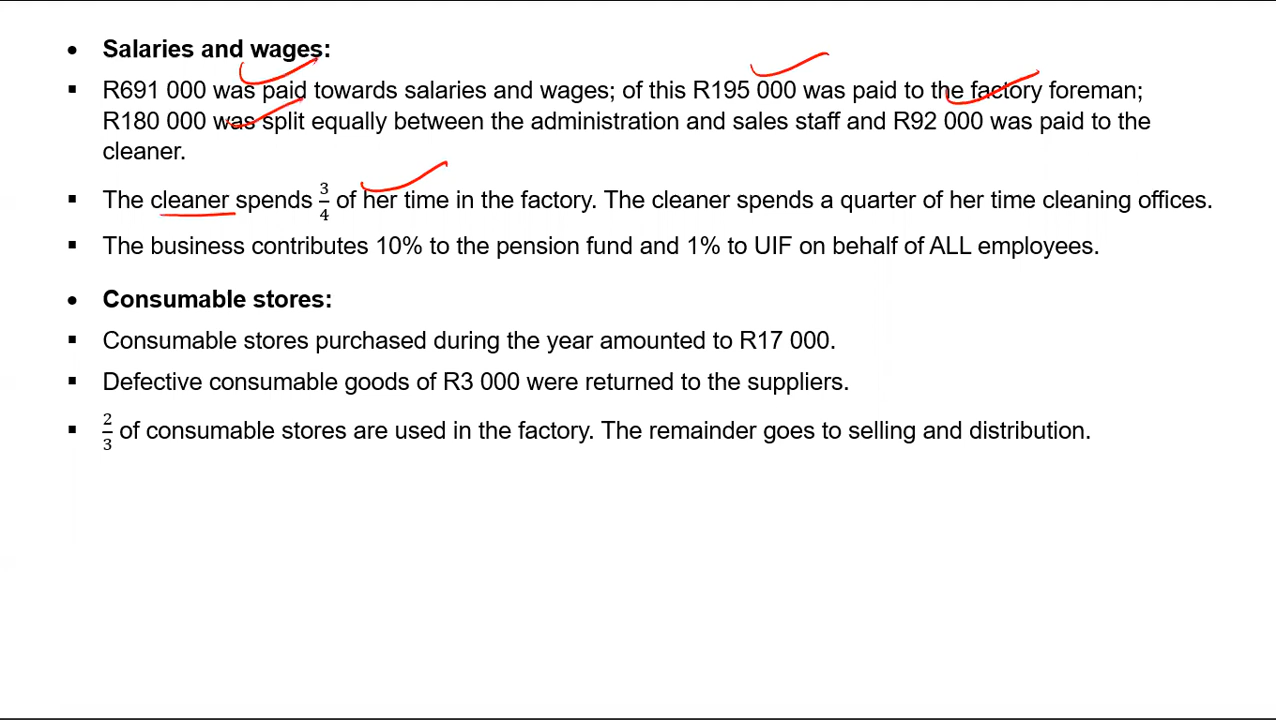 • Salaries and wages:
▪ R691 000 was paid towards salaries and wages; of this R195 000 was paid to the factory foreman;
R180 000 was split equally between the administration and sales staff and R92 000 was paid to the
cleaner.
▪ The cleaner spends 3/4 of her time in the factory. The cleaner spends a quarter of her time cleaning offices.
▪ The business contributes 10% to the pension fund and 1% to UIF on behalf of ALL employees.
• Consumable stores:
▪ Consumable stores purchased during the year amounted to R17 000.
▪ Defective consumable goods of R3 000 were returned to the suppliers.
▪ 2/3 of consumable stores are used in the factory. The remainder goes to selling and distribution.